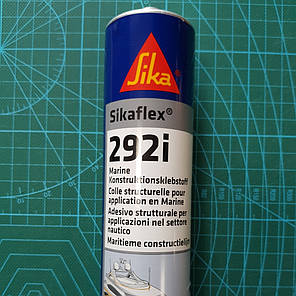 Sika
Sikaflex®
292i
Marine
Konstruktionsklebstoff
Colle structurelle pour
application en Marine
Adesivo strutturale per
applicazioni nel settore
nautico
Maritieme constructielijm